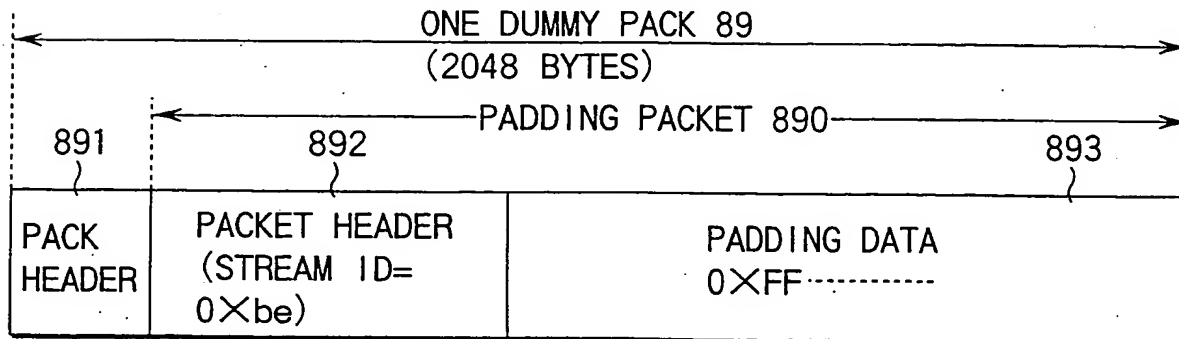 ONE DUMMY PACK 89
(2048 BYTES)
PADDING PACKET 890
891
892
893
PACK
HEADER
PACKET HEADER
(STREAM ID=
0×be)
PADDING DATA
0×FF------------